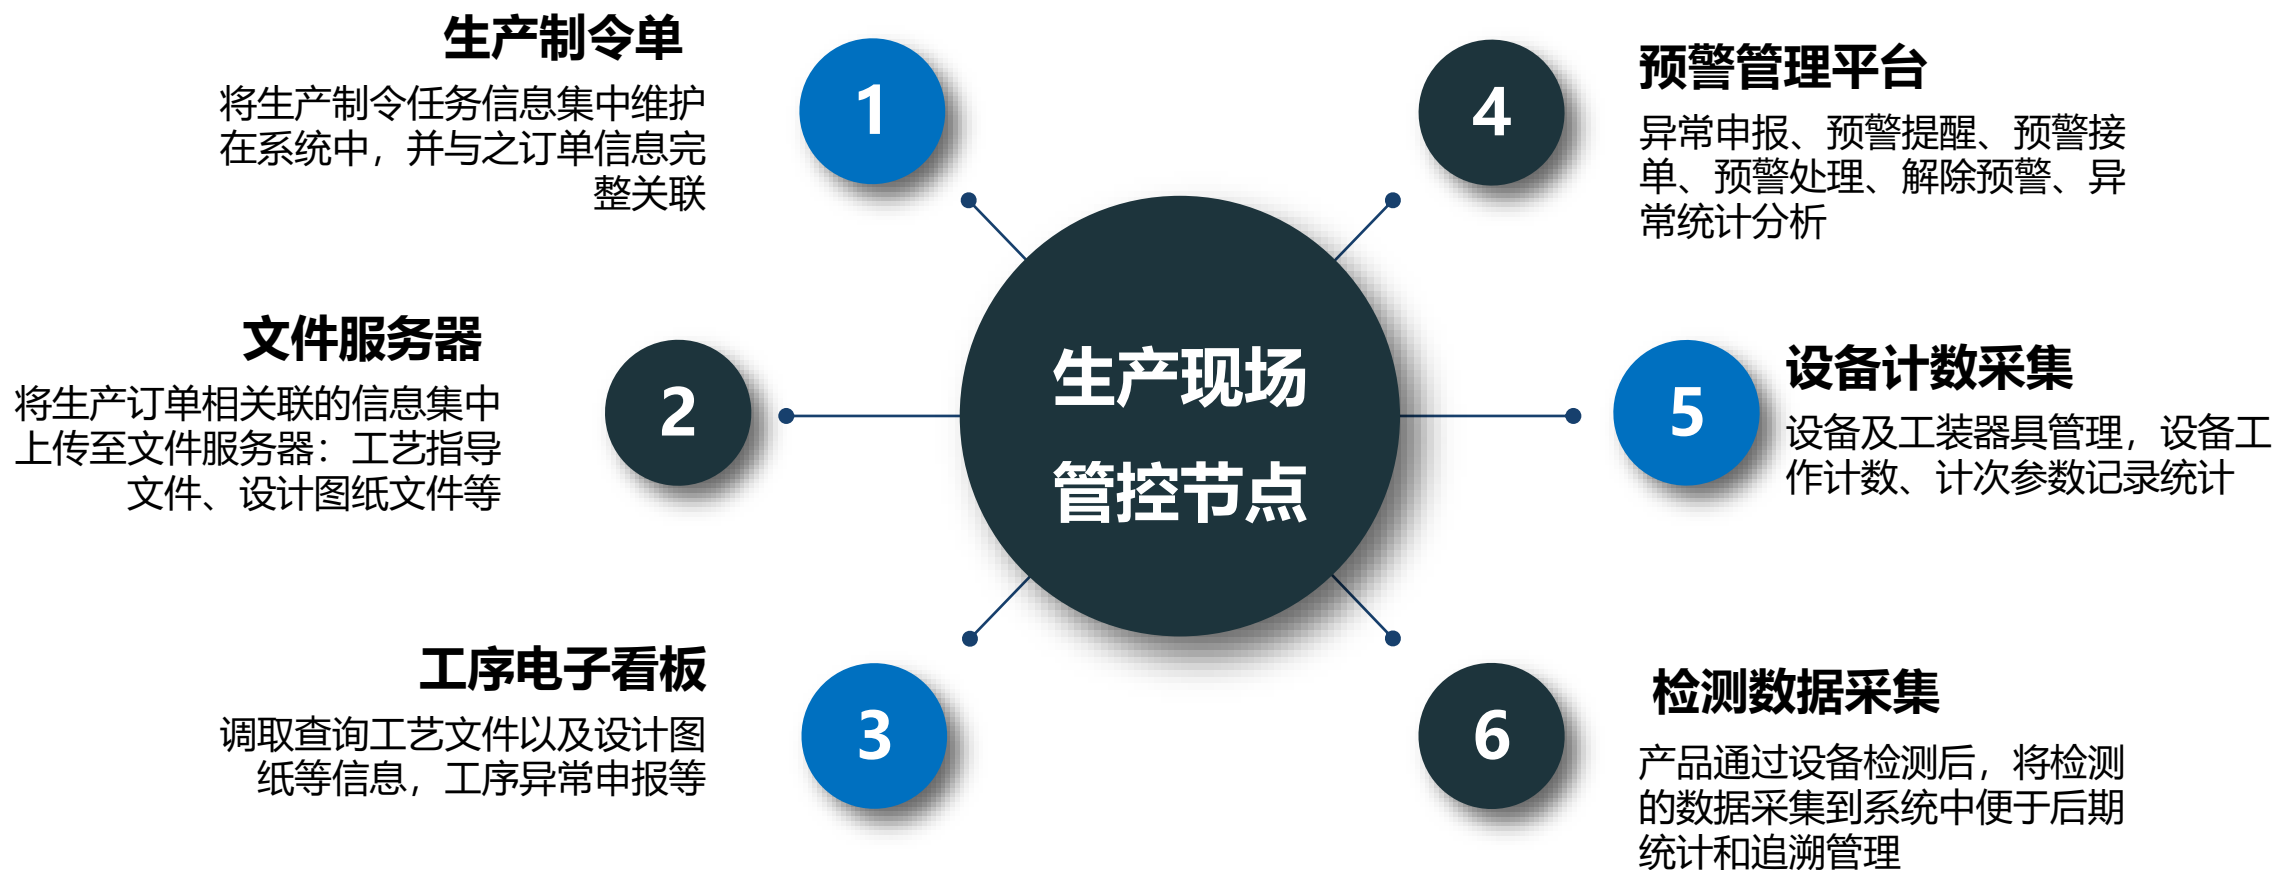 生产制令单
将生产制令任务信息集中维护
在系统中，并与之订单信息完
整关联
1
文件服务器
将生产订单相关联的信息集中
上传至文件服务器：工艺指导
文件、设计图纸文件等
2
工序电子看板
调取查询工艺文件以及设计图
纸等信息，工序异常申报等
3
生产现场
管控节点
4
预警管理平台
异常申报、预警提醒、预警接
单、预警处理、解除预警、异
常统计分析
5
设备计数采集
设备及工装器具管理，设备工
作计数、计次参数记录统计
6
检测数据采集
产品通过设备检测后，将检测
的数据采集到系统中便于后期
统计和追溯管理